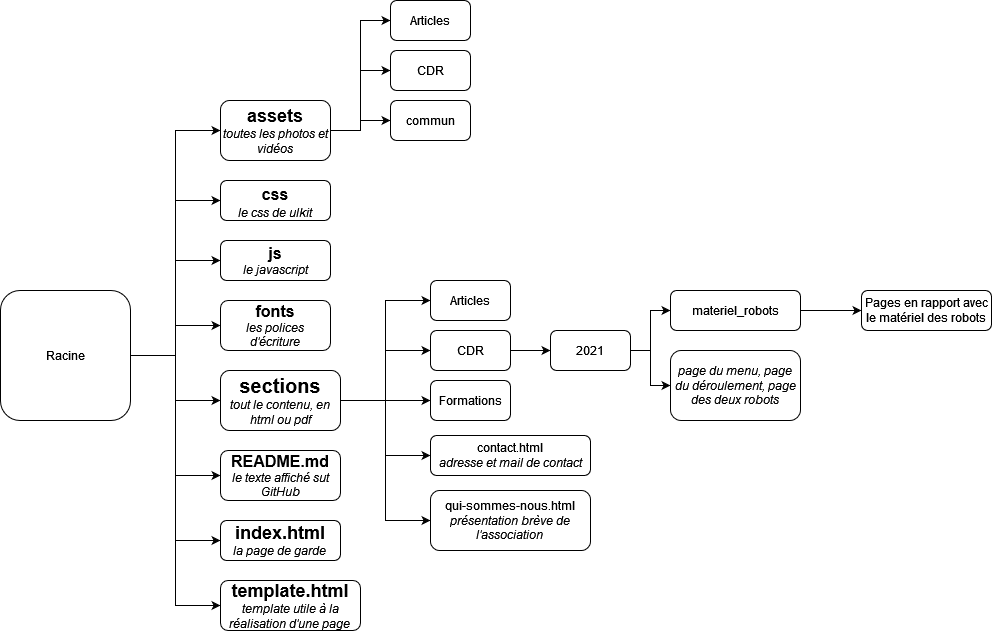 Articles
CDR
commun
assets
toutes les photos et
vidéos
css
le css de uIkit
js
le javascript
fonts
les polices
d'écriture
Racine
sections
tout le contenu, en
html ou pdf
README.md
le texte affiché sut
GitHub
index.html
la page de garde
template.html
template utile à la
réalisation d'une page
Articles
CDR
Formations
contact.html
adresse et mail de contact
qui-sommes-nous.html
présentation brève de
l'association
2021
materiel_robots
page du menu, page
du déroulement, page
des deux robots
Pages en rapport avec
le matériel des robots